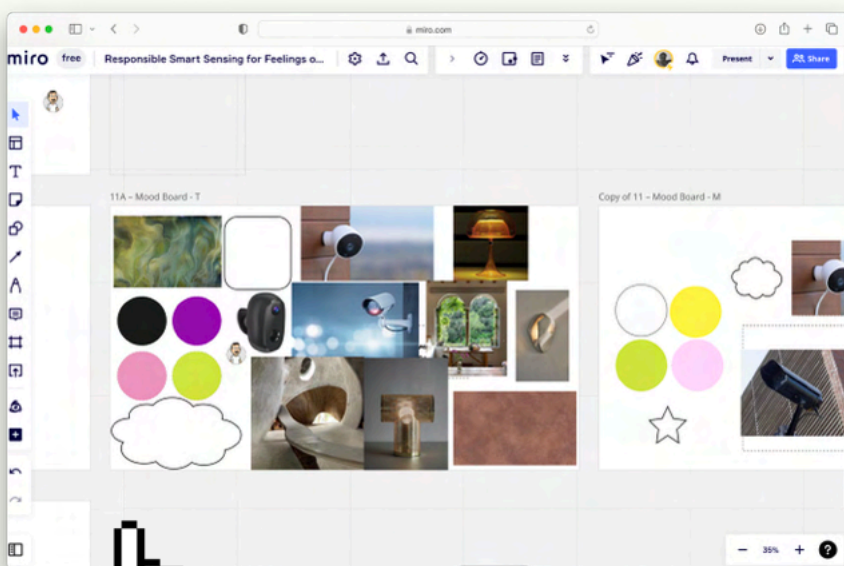 miro.com
miro free Responsible Smart Sensing for Feelings o... Present Share
11A – Mood Board - T
Copy of 11 – Mood Board - M
35%